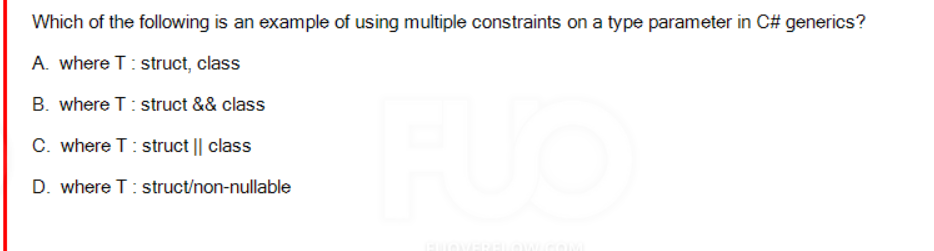 Which of the following is an example of using multiple constraints on a type parameter in C# generics?
A. where T : struct, class
B. where T : struct && class
C. where T : struct || class
D. where T : struct/non-nullable
FUO